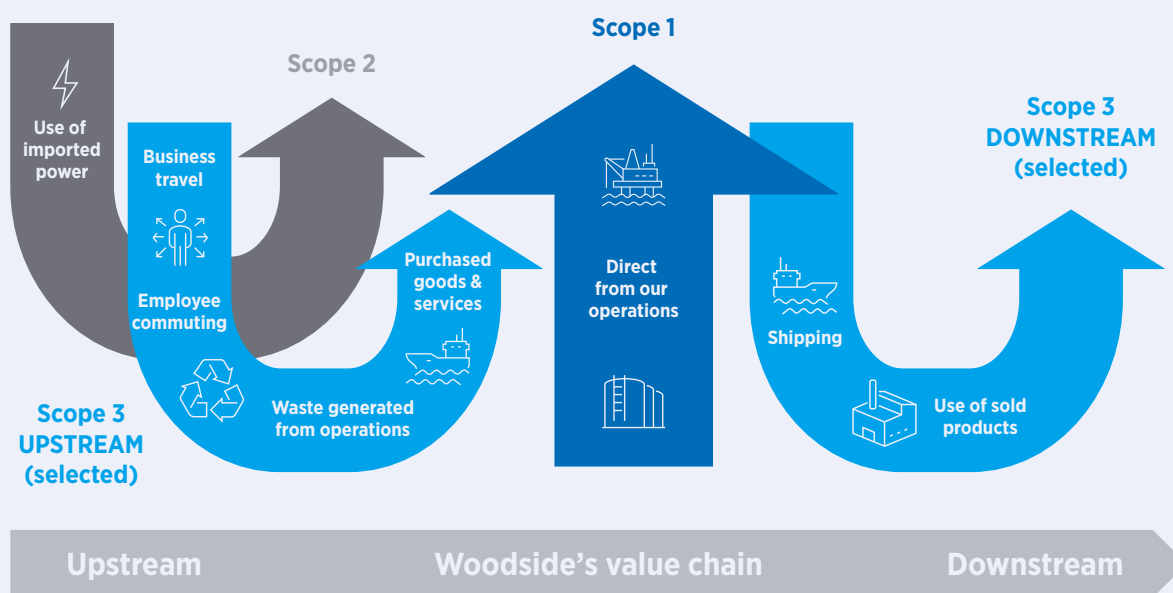 Scope 1
Scope 2
Use of
imported
power
Business
travel
Employee
commuting
Waste generated
from operations
Purchased
goods &
services
Scope 3
UPSTREAM
(selected)
Direct
from our
operations
Shipping
Use of sold
products
Scope 3
DOWNSTREAM
(selected)
Upstream
Woodside’s value chain
Downstream